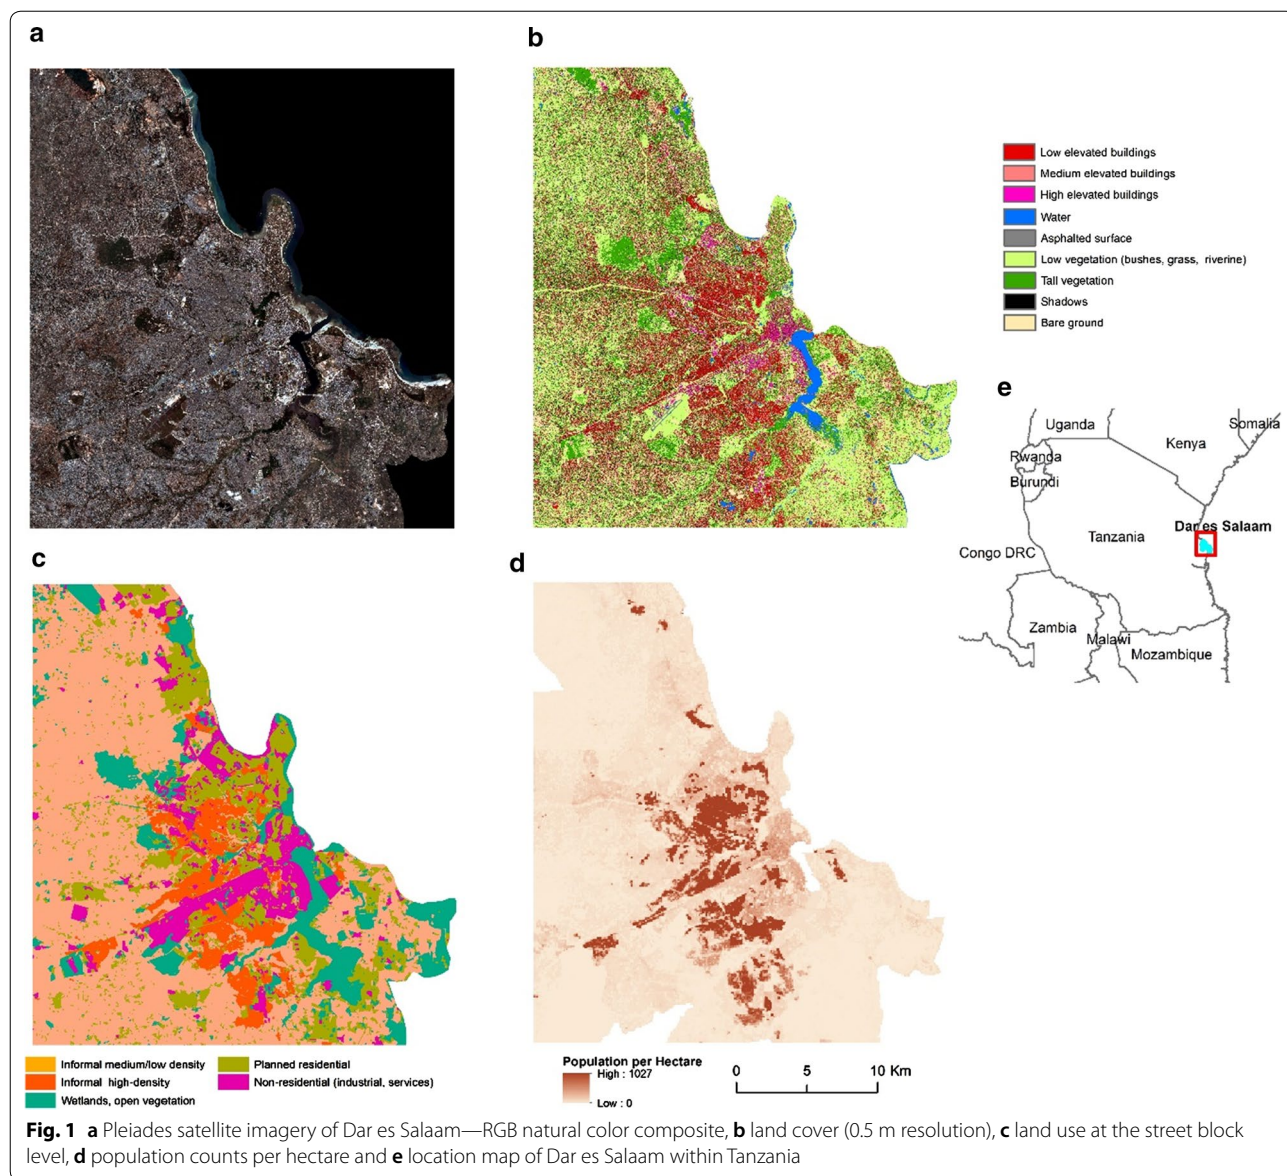 a
b
Low elevated buildings
Medium elevated buildings
High elevated buildings
Water
Asphalted surface
Low vegetation (bushes, grass, riverine)
Tall vegetation
Shadows
Bare ground
e
Uganda
Somalia
Kenya
Rwanda
Burundi
Dar es Salaam
Tanzania
Congo DRC
Zambia
Malawi
Mozambique
c
d
Informal medium/low density
Planned residential
Informal high-density
Non-residential (industrial, services)
Wetlands, open vegetation
Population per Hectare
High : 1027
Low : 0
0 5 10 Km
Fig. 1 a Pleiades satellite imagery of Dar es Salaam—RGB natural color composite, b land cover (0.5 m resolution), c land use at the street block
level, d population counts per hectare and e location map of Dar es Salaam within Tanzania